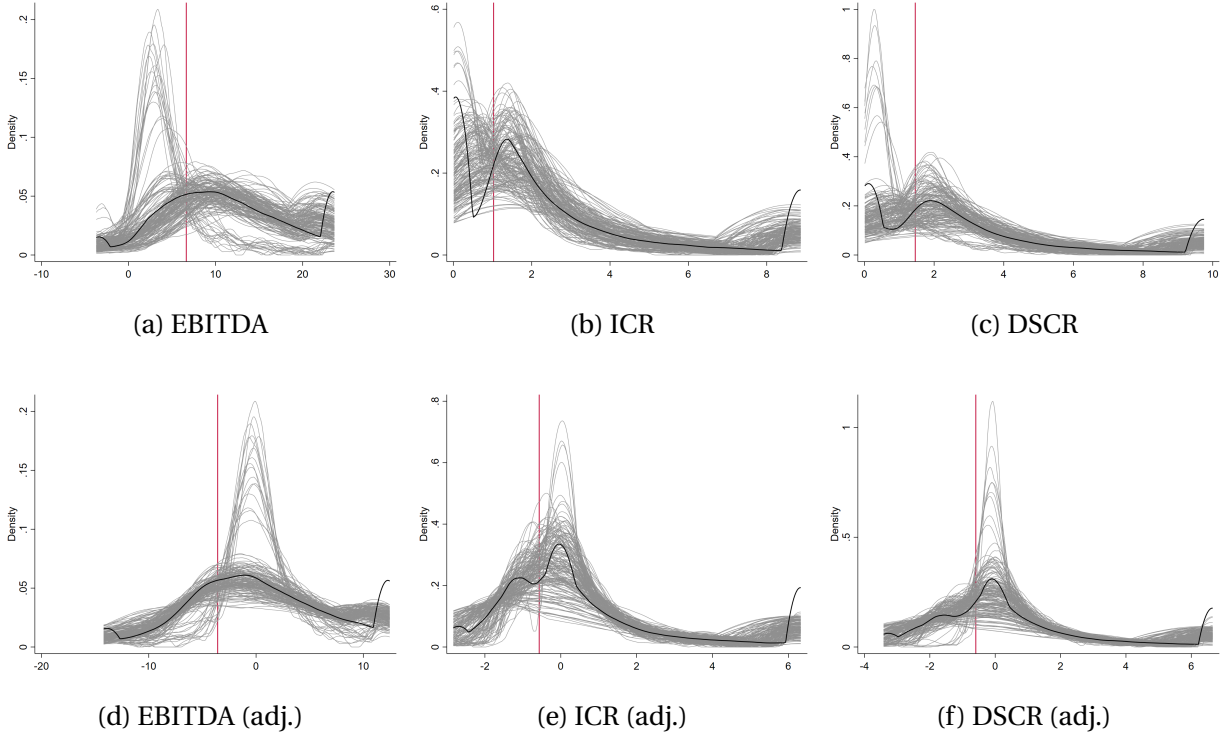 .2
.15
.1
.05
0
Density
-10 0 10 20 30
(a) EBITDA
.6
.4
.2
0
Density
0 2 4 6 8
(b) ICR
1
.8
.6
.4
.2
0
Density
0 2 4 6 8 10
(c) DSCR
.2
.15
.1
.05
0
Density
-20 -10 0 10
(d) EBITDA (adj.)
.8
.6
.4
.2
0
Density
-2 0 2 4 6
(e) ICR (adj.)
1
.5
0
Density
-4 -2 0 2 4 6
(f) DSCR (adj.)